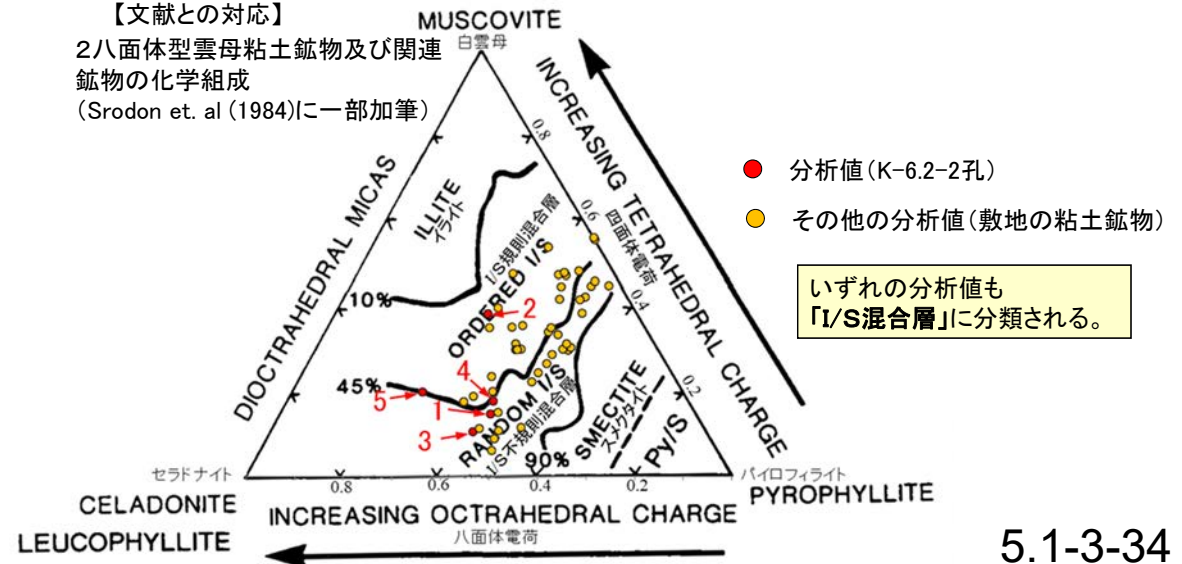 【文献との対応】
2八面体型雲母粘土鉱物及び関連
鉱物の化学組成
(Srodon et. al (1984)に一部加筆)
MUSCOVITE
白雲母
INCREASING TETRAHEDRAL CHARGE
四面体電荷
0.8
0.6
0.4
0.2
DIOCTRAHEDRAL MICAS
ILLITE
イライト
I/S規則混合層
ORDERED I/S
10%
45%
90%
2
4
5
1
3
RANDOM I/S
I/S不規則混合層
SMECTITE
スメクタイト
Py/S
分析値(K-6.2-2孔)
その他の分析値(敷地の粘土鉱物)
いずれの分析値も
「I/S混合層」に分類される。
セラドナイト
CELADONITE
LEUCOPHYLLITE
0.8
0.6
0.4
0.2
パイロフィライト
PYROPHYLLITE
INCREASING OCTRAHEDRAL CHARGE
八面体電荷
5.1-3-34